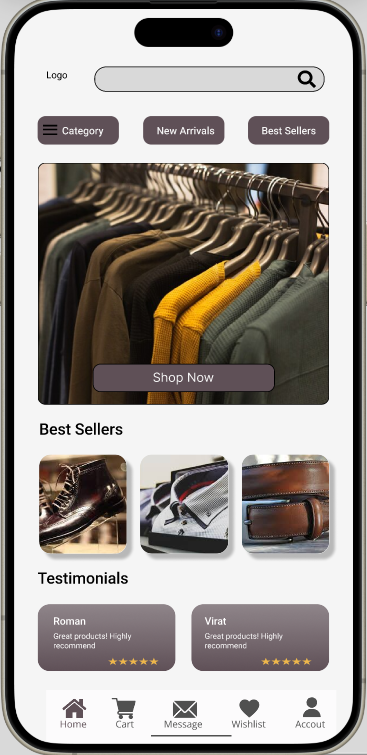 Logo
Category
New Arrivals
Best Sellers
Shop Now
Best Sellers
Testimonials
Roman
Great products! Highly
recommend
Virat
Great products! Highly
recommend
Home
Cart
Message
Wishlist
Accout